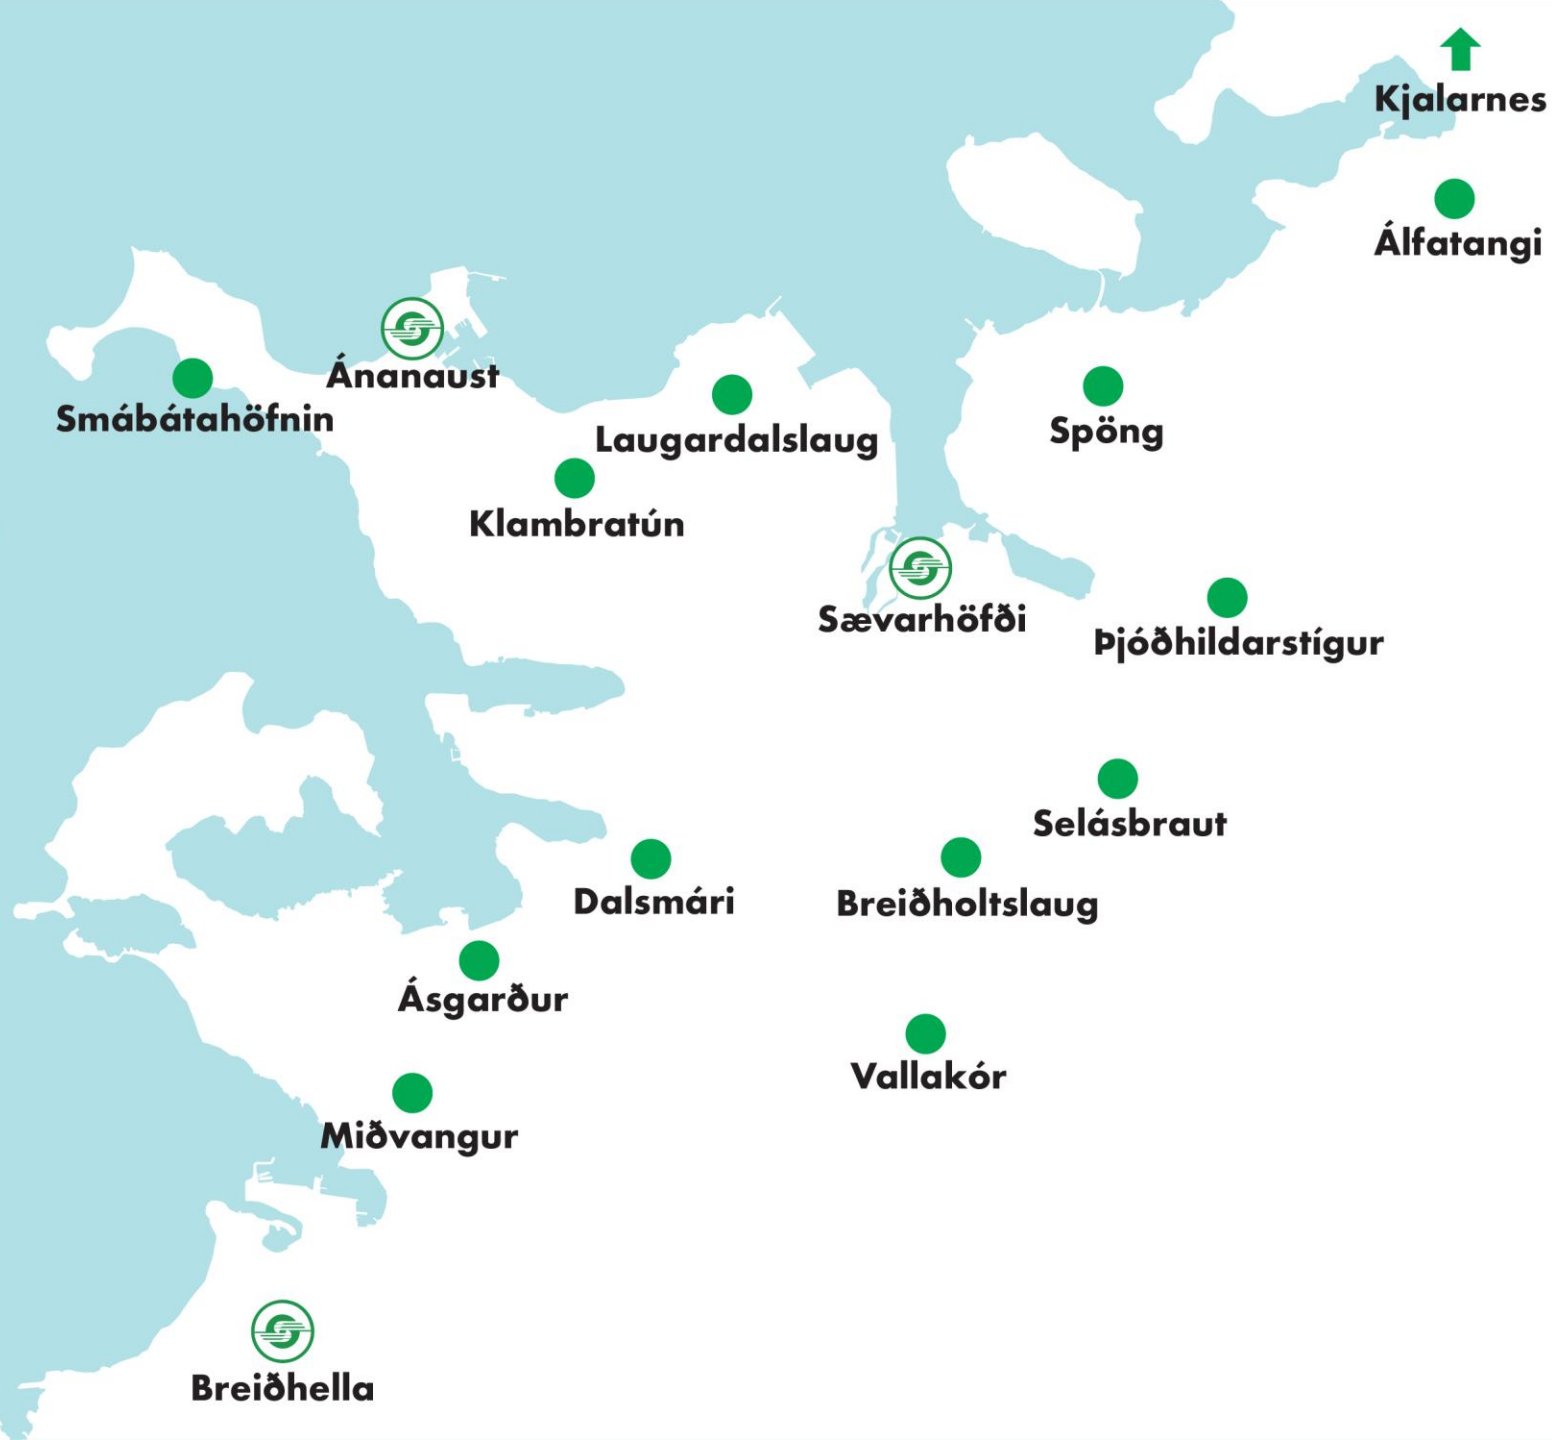 Kjalarnes
Álfatangi
Ánanaust
Smábátahöfnin
Laugardalslaug
Spöng
Klambratún
Sævarhöfði
Þjóðhildarstígur
Selásbraut
Dalsmári
Breiðholtslaug
Ásgarður
Vallakór
Miðvangur
Breiðhella